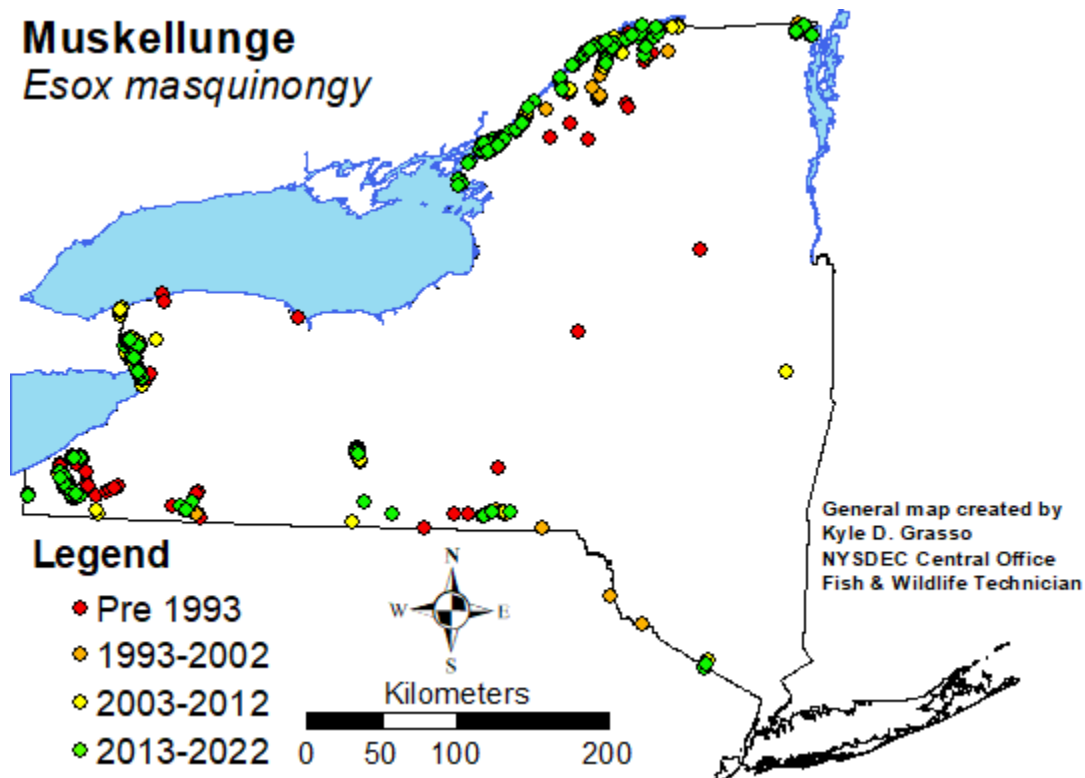 Muskellunge
Esox masquinongy
General map created by
Kyle D. Grasso
NYSDEC Central Office
Fish & Wildlife Technician
Legend
Pre 1993
1993-2002
2003-2012
2013-2022
N
W E
S
Kilometers
0 50 100 200